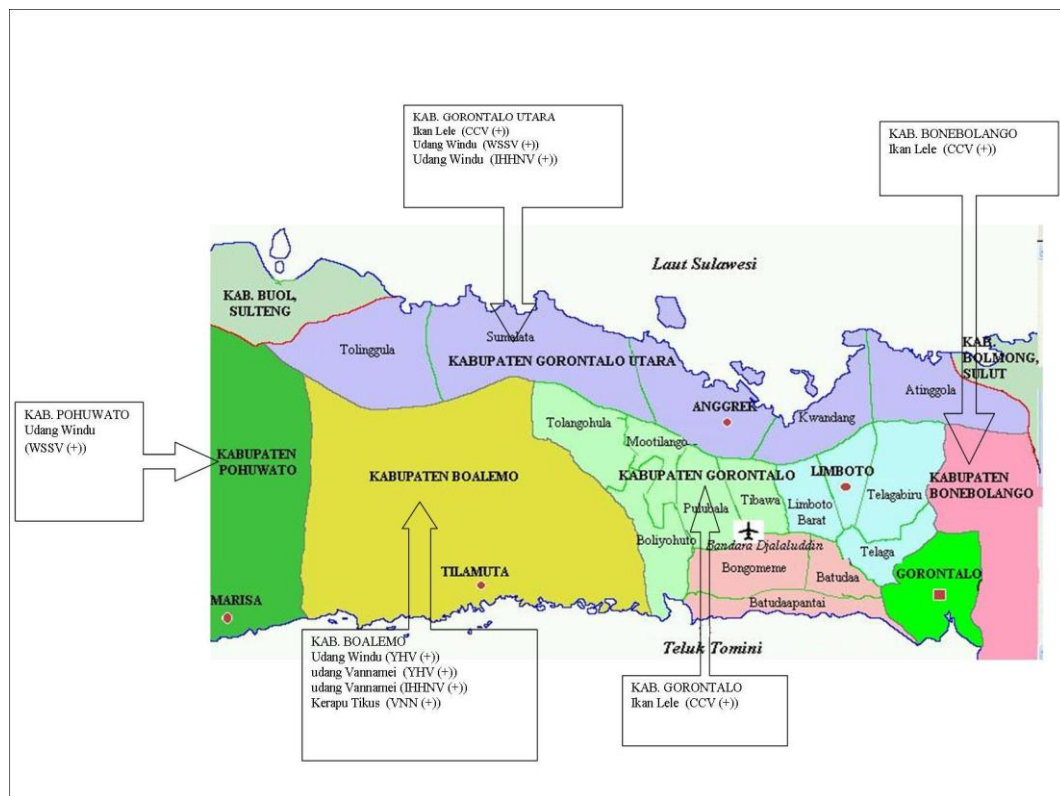 KAB. GORONTALO UTARA
Ikan Lele (CCV (+))
Udang Windu (WSSV (+))
Udang Windu (IHHNV (+))
KAB. BONEBOLANGO
Ikan Lele (CCV (+))
Laut Sulawesi
KAB. BUOL,
SULTENG
Tolinggula
Sumalata
KABUPATEN GORONTALO UTARA
KAB.
BOLMONG,
SULUT
Atinggola
ANGGREK
Kwandang
KAB. POHUWATO
Udang Windu
(WSSV (+))
KABUPATEN
POHUWATO
KABUPATEN BOALEMO
Tolangohula
Mootilango
KABUPATEN GORONTALO
LIMBOTO
KABUPATEN
BONEBOLANGO
Pulubala
Tibawa
Limboto
Barat
Telagabiru
Boliyohuto
Bandara Djalaluddin
Telaga
Bongomeme
Batudaa
GORONTALO
TILAMUTA
MARISA
Batudaapantai
Teluk Tomini
KAB. BOALEMO
Udang Windu (YHV (+))
udang Vannamei (YHV (+))
udang Vannamei (IHHNV (+))
Kerapu Tikus (VNN (+))
KAB. GORONTALO
Ikan Lele (CCV (+))